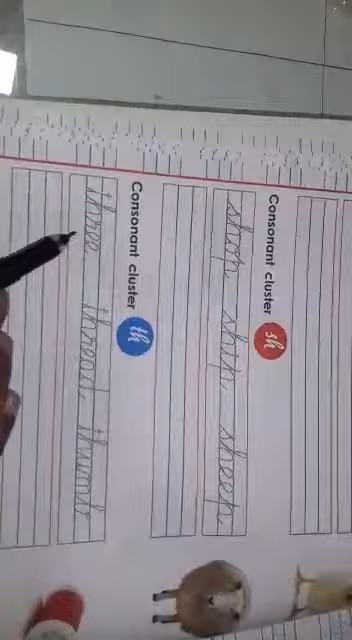 Consonant cluster sh
shop ship sheep
Consonant cluster th
three thread thumb